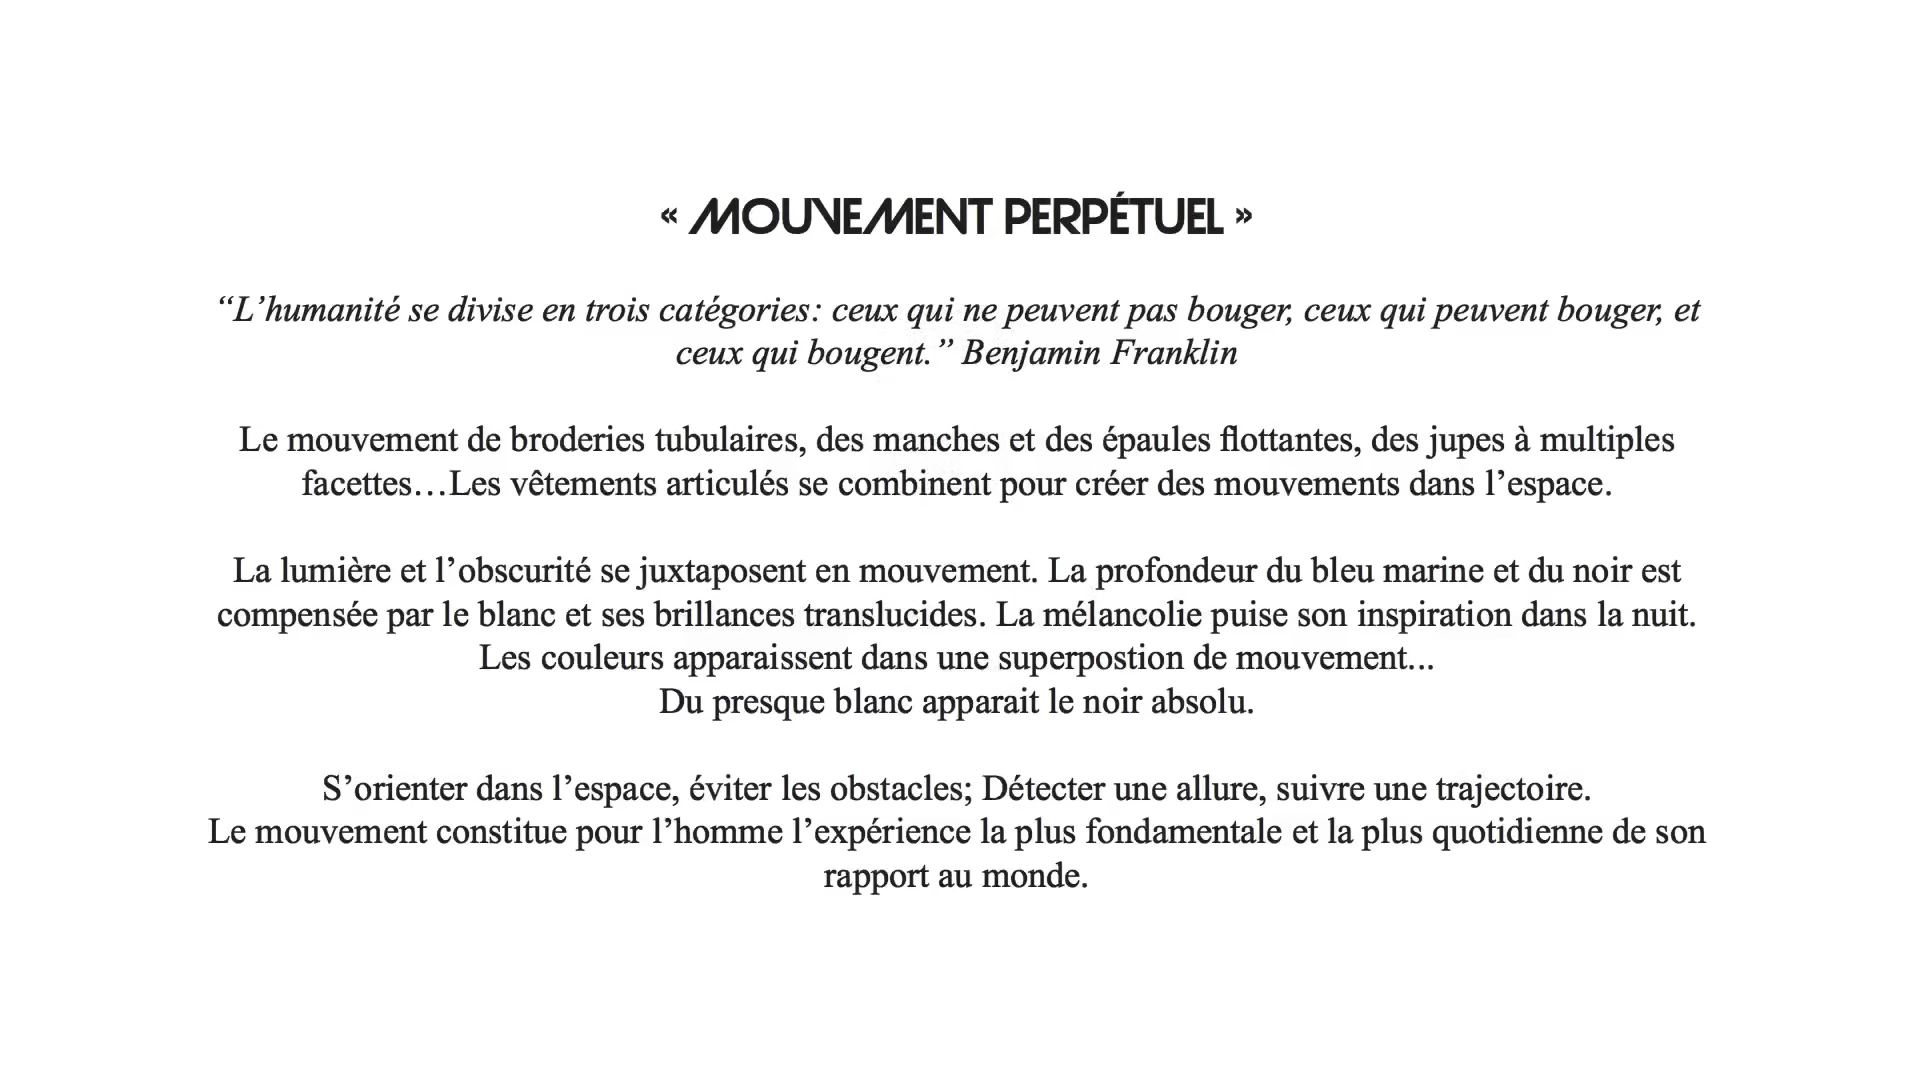 « MOUVEMENT PERPÉTUEL »
“L’humanité se divise en trois catégories: ceux qui ne peuvent pas bouger, ceux qui peuvent bouger, et
ceux qui bougent.” Benjamin Franklin
Le mouvement de broderies tubulaires, des manches et des épaules flottantes, des jupes à multiples
facettes…Les vêtements articulés se combinent pour créer des mouvements dans l’espace.
La lumière et l’obscurité se juxtaposent en mouvement. La profondeur du bleu marine et du noir est
compensée par le blanc et ses brillances translucides. La mélancolie puise son inspiration dans la nuit.
Les couleurs apparaissent dans une superpostion de mouvement...
Du presque blanc apparait le noir absolu.
S’orienter dans l’espace, éviter les obstacles; Détecter une allure, suivre une trajectoire.
Le mouvement constitue pour l’homme l’expérience la plus fondamentale et la plus quotidienne de son
rapport au monde.